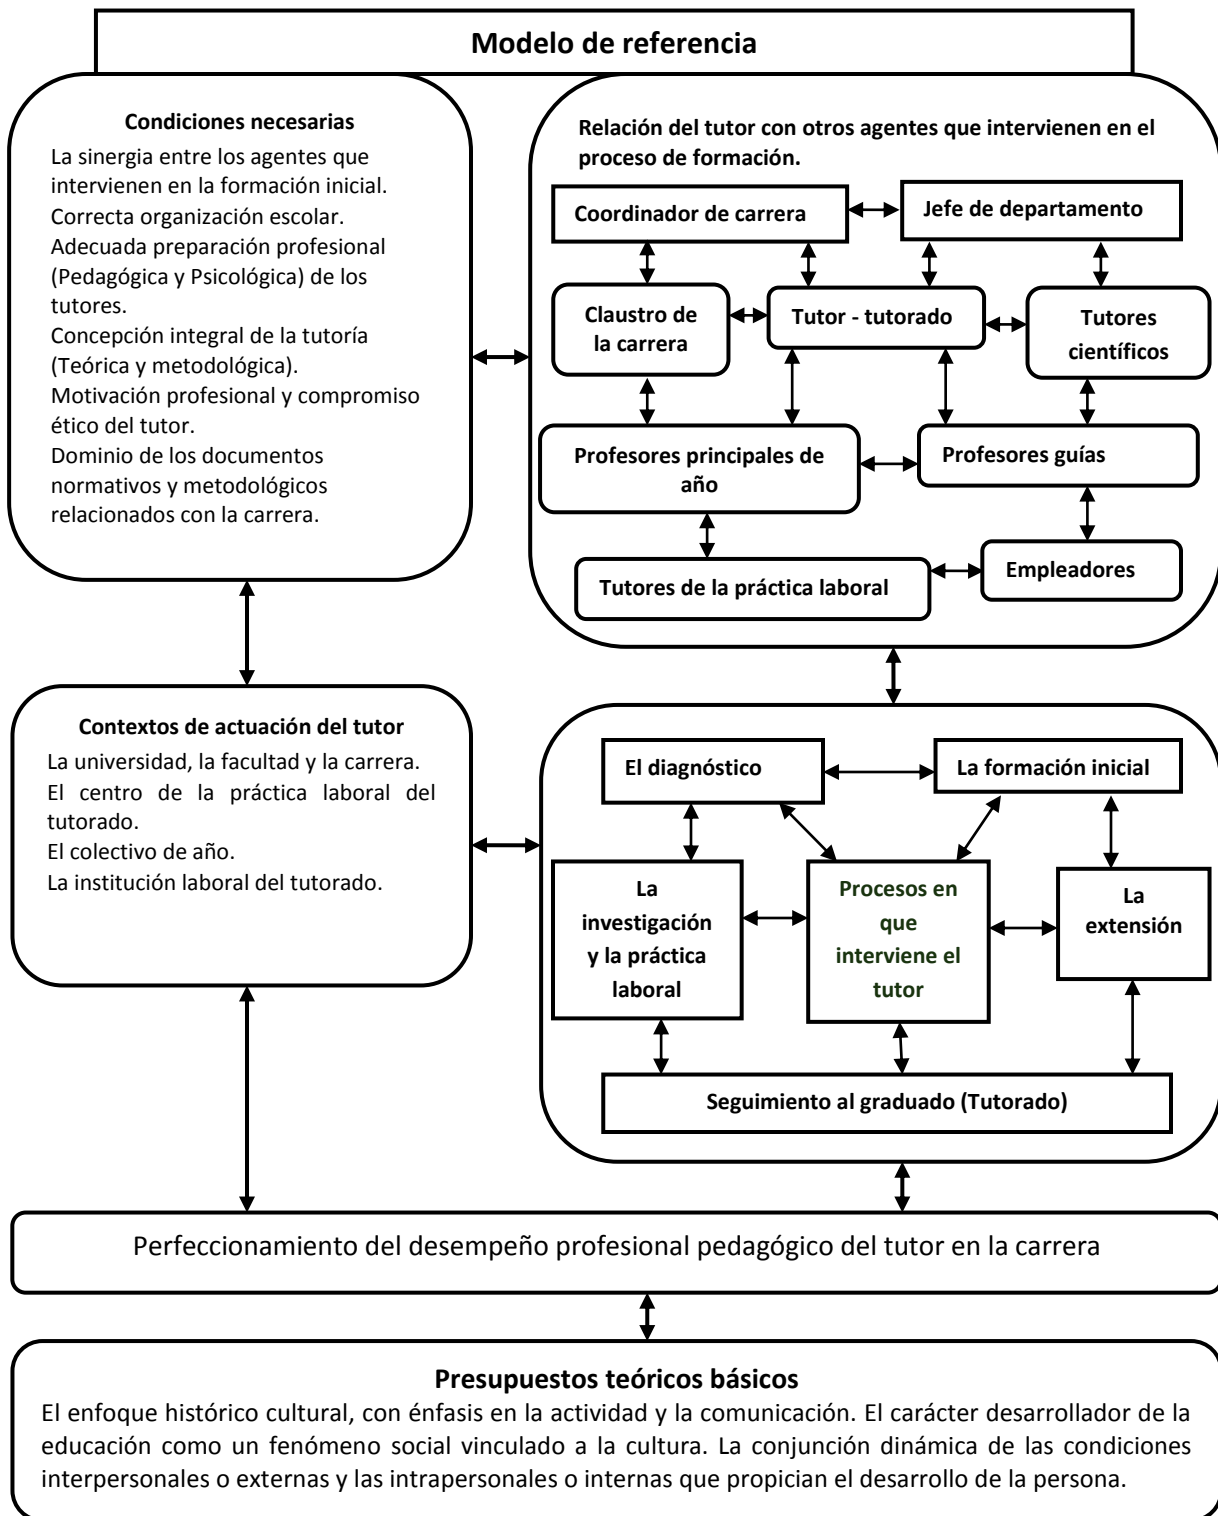 Modelo de referencia
Condiciones necesarias
La sinergia entre los agentes que
intervienen en la formación inicial.
Correcta organización escolar.
Adecuada preparación profesional
(Pedagógica y Psicológica) de los
tutores.
Concepción integral de la tutoría
(Teórica y metodológica).
Motivación profesional y compromiso
ético del tutor.
Dominio de los documentos
normativos y metodológicos
relacionados con la carrera.
Relación del tutor con otros agentes que intervienen en el
proceso de formación.
Coordinador de carrera
Jefe de departamento
Claustro de
la carrera
Tutor - tutorado
Tutores
científicos
Profesores principales de
año
Profesores guías
Tutores de la práctica laboral
Empleadores
Contextos de actuación del tutor
La universidad, la facultad y la carrera.
El centro de la práctica laboral del
tutorado.
El colectivo de año.
La institución laboral del tutorado.
El diagnóstico
La formación inicial
La
investigación
y la práctica
laboral
Procesos en
que
interviene el
tutor
La
extensión
Seguimiento al graduado (Tutorado)
Perfeccionamiento del desempeño profesional pedagógico del tutor en la carrera
Presupuestos teóricos básicos
El enfoque histórico cultural, con énfasis en la actividad y la comunicación. El carácter desarrollador de la
educación como un fenómeno social vinculado a la cultura. La conjunción dinámica de las condiciones
interpersonales o externas y las intrapersonales o internas que propician el desarrollo de la persona.